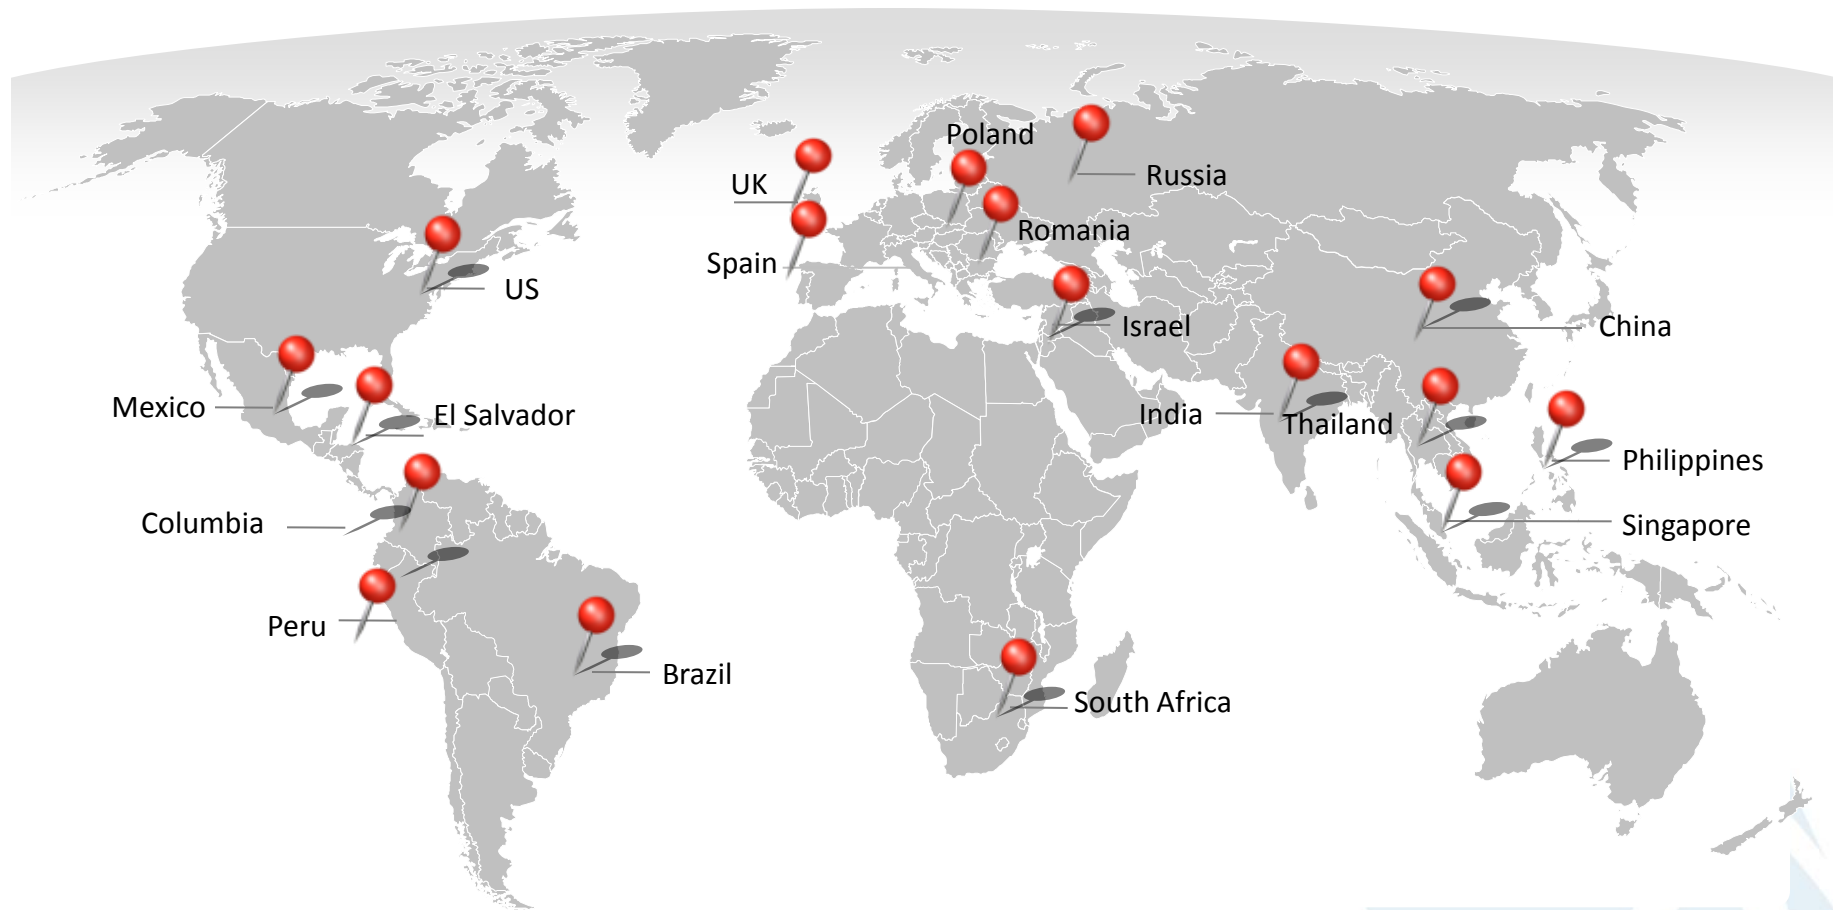 Poland
Russia
UK
Romania
Spain
US
Israel
China
Mexico
El Salvador
India
Thailand
Philippines
Columbia
Singapore
Peru
Brazil
South Africa